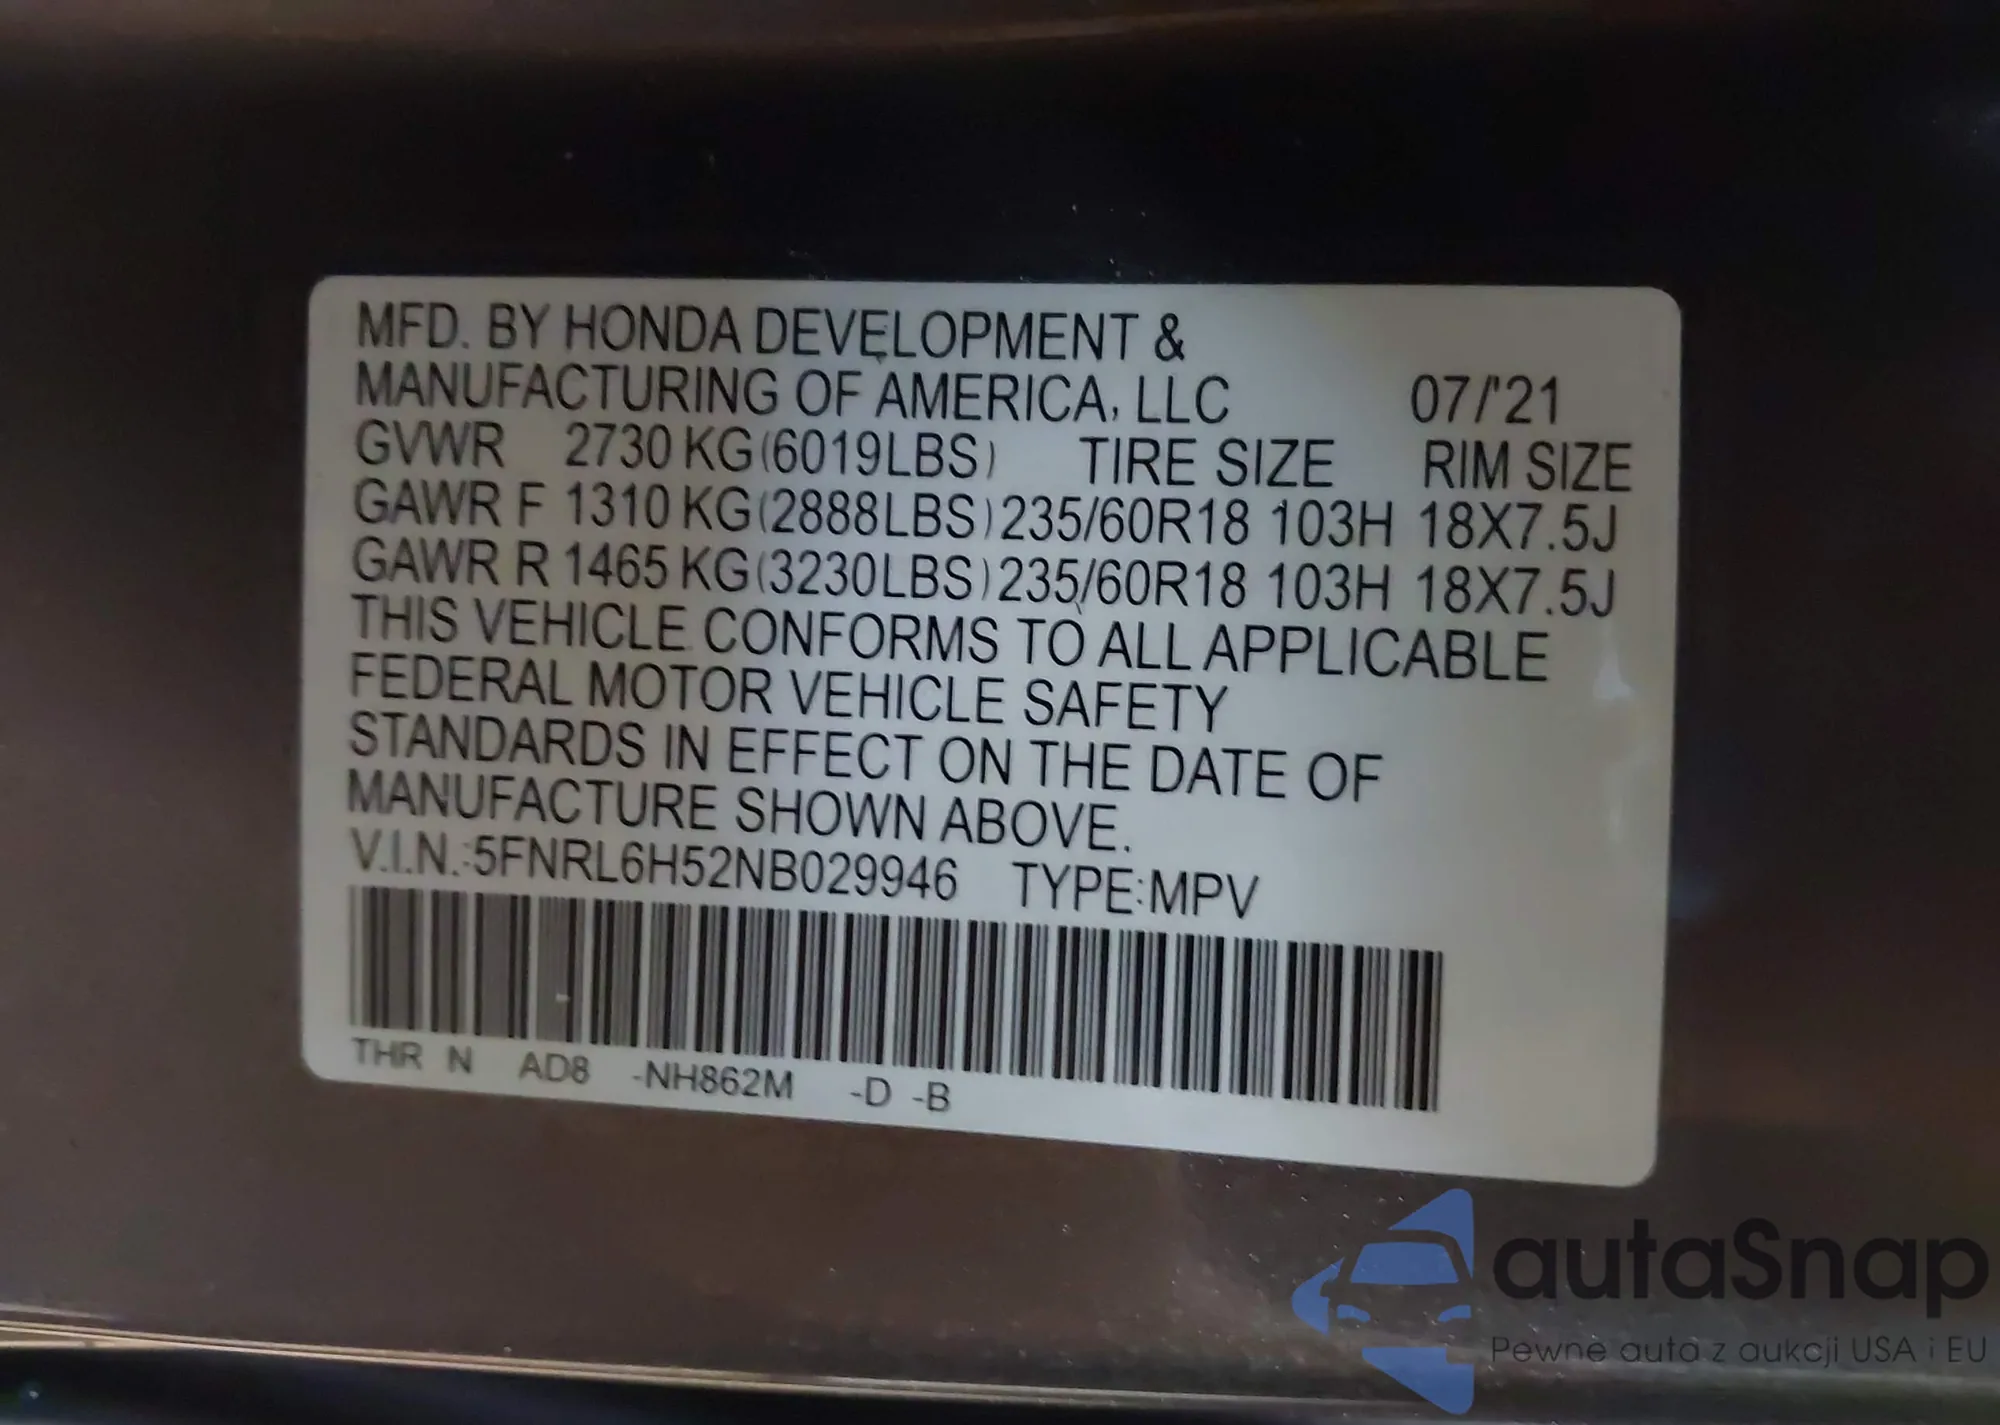 MFD. BY HONDA DEVELOPMENT &
MANUFACTURING OF AMERICA, LLC 07/'21
GVWR 2730 KG(6019LBS) TIRE SIZE RIM SIZE
GAWR F 1310 KG(2888LBS)235/60R18 103H 18X7.5J
GAWR R 1465 KG(3230LBS)235/60R18 103H 18X7.5J
THIS VEHICLE CONFORMS TO ALL APPLICABLE
FEDERAL MOTOR VEHICLE SAFETY
STANDARDS IN EFFECT ON THE DATE OF
MANUFACTURE SHOWN ABOVE.
V.I.N.:5FNRL6H52NB029946 TYPE:MPV
THR N AD8 -NH862M -D -B
autaSnap
Pewne auta z aukcji USA i EU